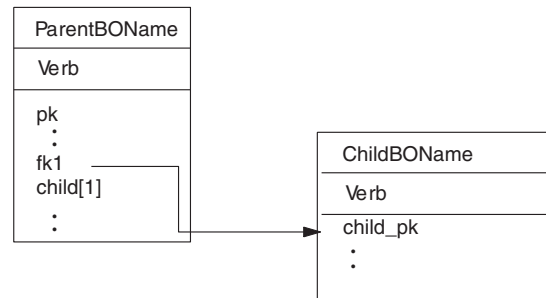 ParentBOName
Verb
pk
fk1
child[1]
ChildBOName
Verb
child_pk